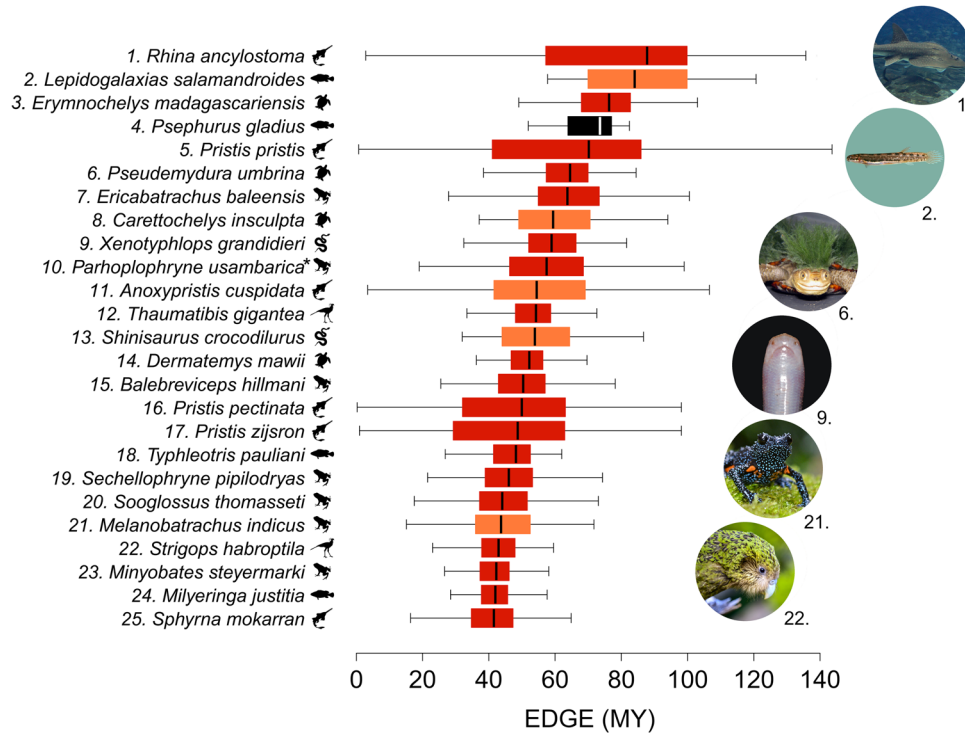 1. Rhina ancylostoma
2. Lepidogalaxias salamandroides
3. Erymnochelys madagascariensis
4. Psephurus gladius
5. Pristis pristis
6. Pseudemydura umbrina
7. Ericabatrachus baleensis
8. Carettochelys insculpta
9. Xenotyphlops grandidieri
10. Parhoplophryne usambarica*
11. Anoxypristis cuspidata
12. Thaumatibis gigantea
13. Shinisaurus crocodilurus
14. Dermatemys mawii
15. Balebreviceps hillmani
16. Pristis pectinata
17. Pristis zijsron
18. Typhleotris pauliani
19. Sechellophryne pipilodryas
20. Sooglossus thomasseti
21. Melanobatrachus indicus
22. Strigops habroptila
23. Minyobates steyermarki
24. Milyeringa justitia
25. Sphyrna mokarran
1.
2.
6.
9.
21.
22.
0 20 40 60 80 100 120 140
EDGE (MY)